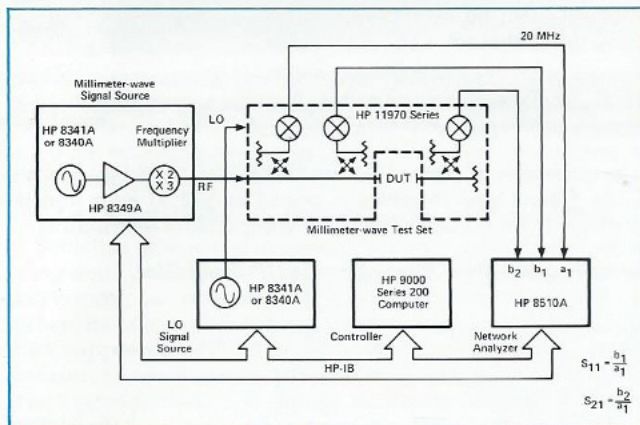 20 MHz
Millimeter-wave
Signal Source
HP 8341A
or 8340A
Frequency
Multiplier
X 2
X 3
HP 8349A
RF
LO
HP 11970 Series
DUT
Millimeter-wave Test Set
HP 8341A
or 8340A
HP 9000
Series 200
Computer
b2 b1 a1
HP 8510A
LO
Signal
Source
Controller
Network
Analyzer
HP-IB
S11 = b1/a1
S21 = b2/a1